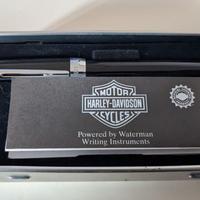 MOTOR
HARLEY-DAVIDSON
CYCLES
Powered by Waterman
Writing Instruments